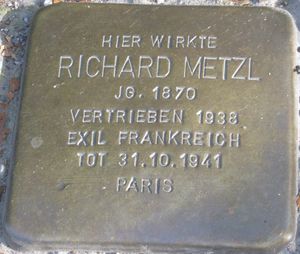 HIER WIRKTE
RICHARD METZL
JG. 1870
VERTRIEBEN 1938
EXIL FRANKREICH
TOT 31.10.1941
PARIS